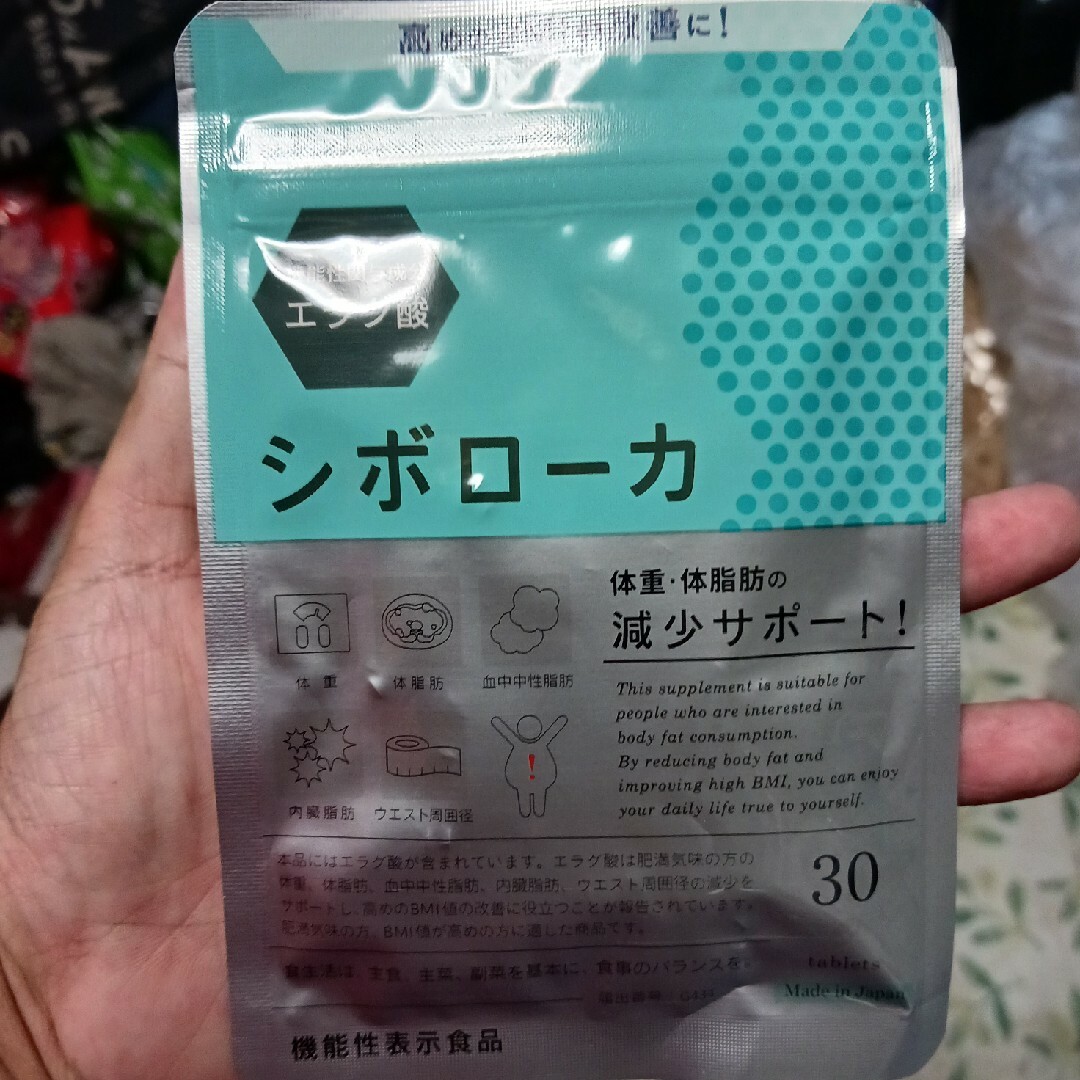 高め 改善に!
機能性関与成分
エラグ酸
シボローカ
体重・体脂肪の
減少サポート!
体重
体脂肪
血中中性脂肪
This supplement is suitable for
people who are interested in
body fat consumption.
By reducing body fat and
improving high BMI, you can enjoy
your daily life true to yourself.
内臓脂肪
ウエスト周囲径
本品にはエラグ酸が含まれています。エラグ酸は肥満気味の方の
体重、体脂肪、血中中性脂肪、内臓脂肪、ウエスト周囲径の減少を
サポートし、高めのBMI値の改善に役立つことが報告されています。
肥満気味の方、BMI値が高めの方に適した商品です。
30
tablets
Made in Japan
食生活は、主食、主菜、副菜を基本に、食事のバランスを。
届出番号:
機能性表示食品